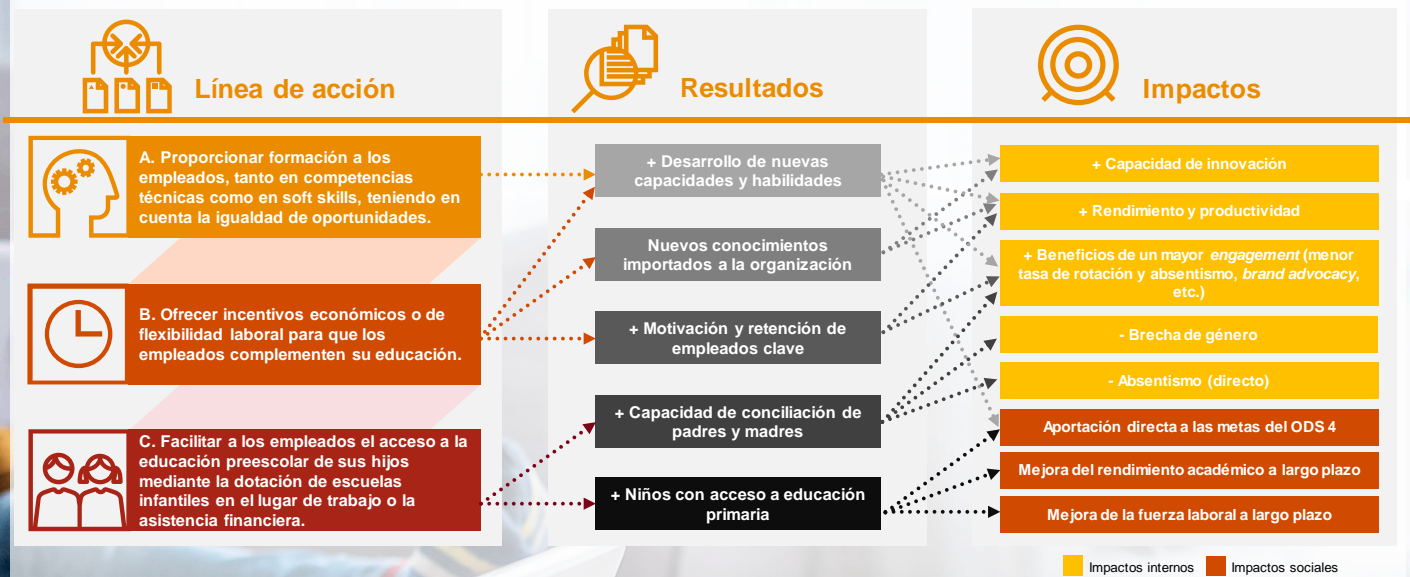 Línea de acción
Resultados
Impactos
A. Proporcionar formación a los
empleados, tanto en competencias
técnicas como en soft skills, teniendo en
cuenta la igualdad de oportunidades.
B. Ofrecer incentivos económicos o de
flexibilidad laboral para que los
empleados complementen su educación.
C. Facilitar a los empleados el acceso a la
educación preescolar de sus hijos
mediante la dotación de escuelas
infantiles en el lugar de trabajo o la
asistencia financiera.
+ Desarrollo de nuevas
capacidades y habilidades
Nuevos conocimientos
importados a la organización
+ Motivación y retención de
empleados clave
+ Capacidad de conciliación de
padres y madres
+ Niños con acceso a educación
primaria
+ Capacidad de innovación
+ Rendimiento y productividad
+ Beneficios de un mayor engagement (menor
tasa de rotación y absentismo, brand advocacy,
etc.)
- Brecha de género
- Absentismo (directo)
Aportación directa a las metas del ODS 4
Mejora del rendimiento académico a largo plazo
Mejora de la fuerza laboral a largo plazo
Impactos internos
Impactos sociales